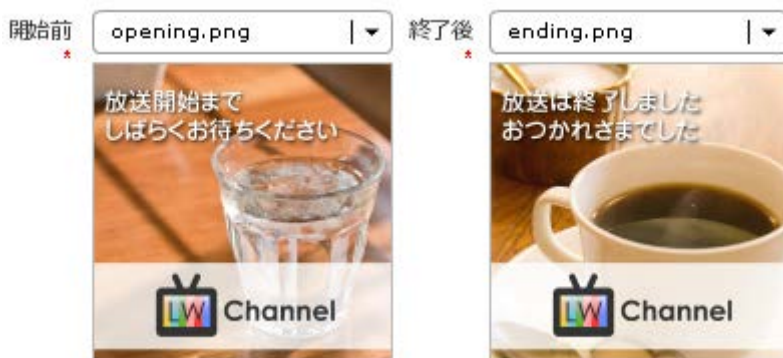 開始前
*
opening.png
放送開始まで
しばらくお待ちください
LW Channel
終了後
*
ending.png
放送は終了しました
おつかれさまでした
LW Channel